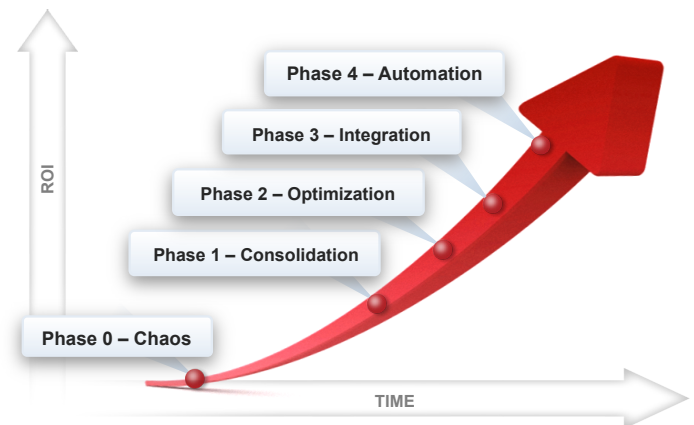 Phase 4 – Automation
Phase 3 – Integration
Phase 2 – Optimization
Phase 1 – Consolidation
Phase 0 – Chaos
ROI
TIME